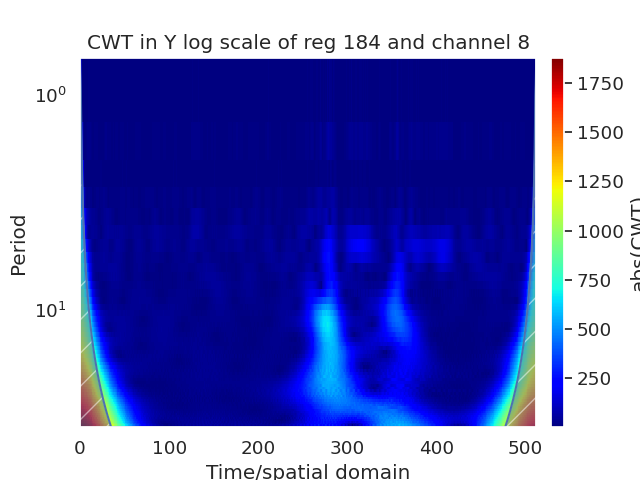 CWT in Y log scale of reg 184 and channel 8
10⁰
10¹
Period
0 100 200 300 400 500
Time/spatial domain
1750
1500
1250
1000
750
500
250
abs(CWT)